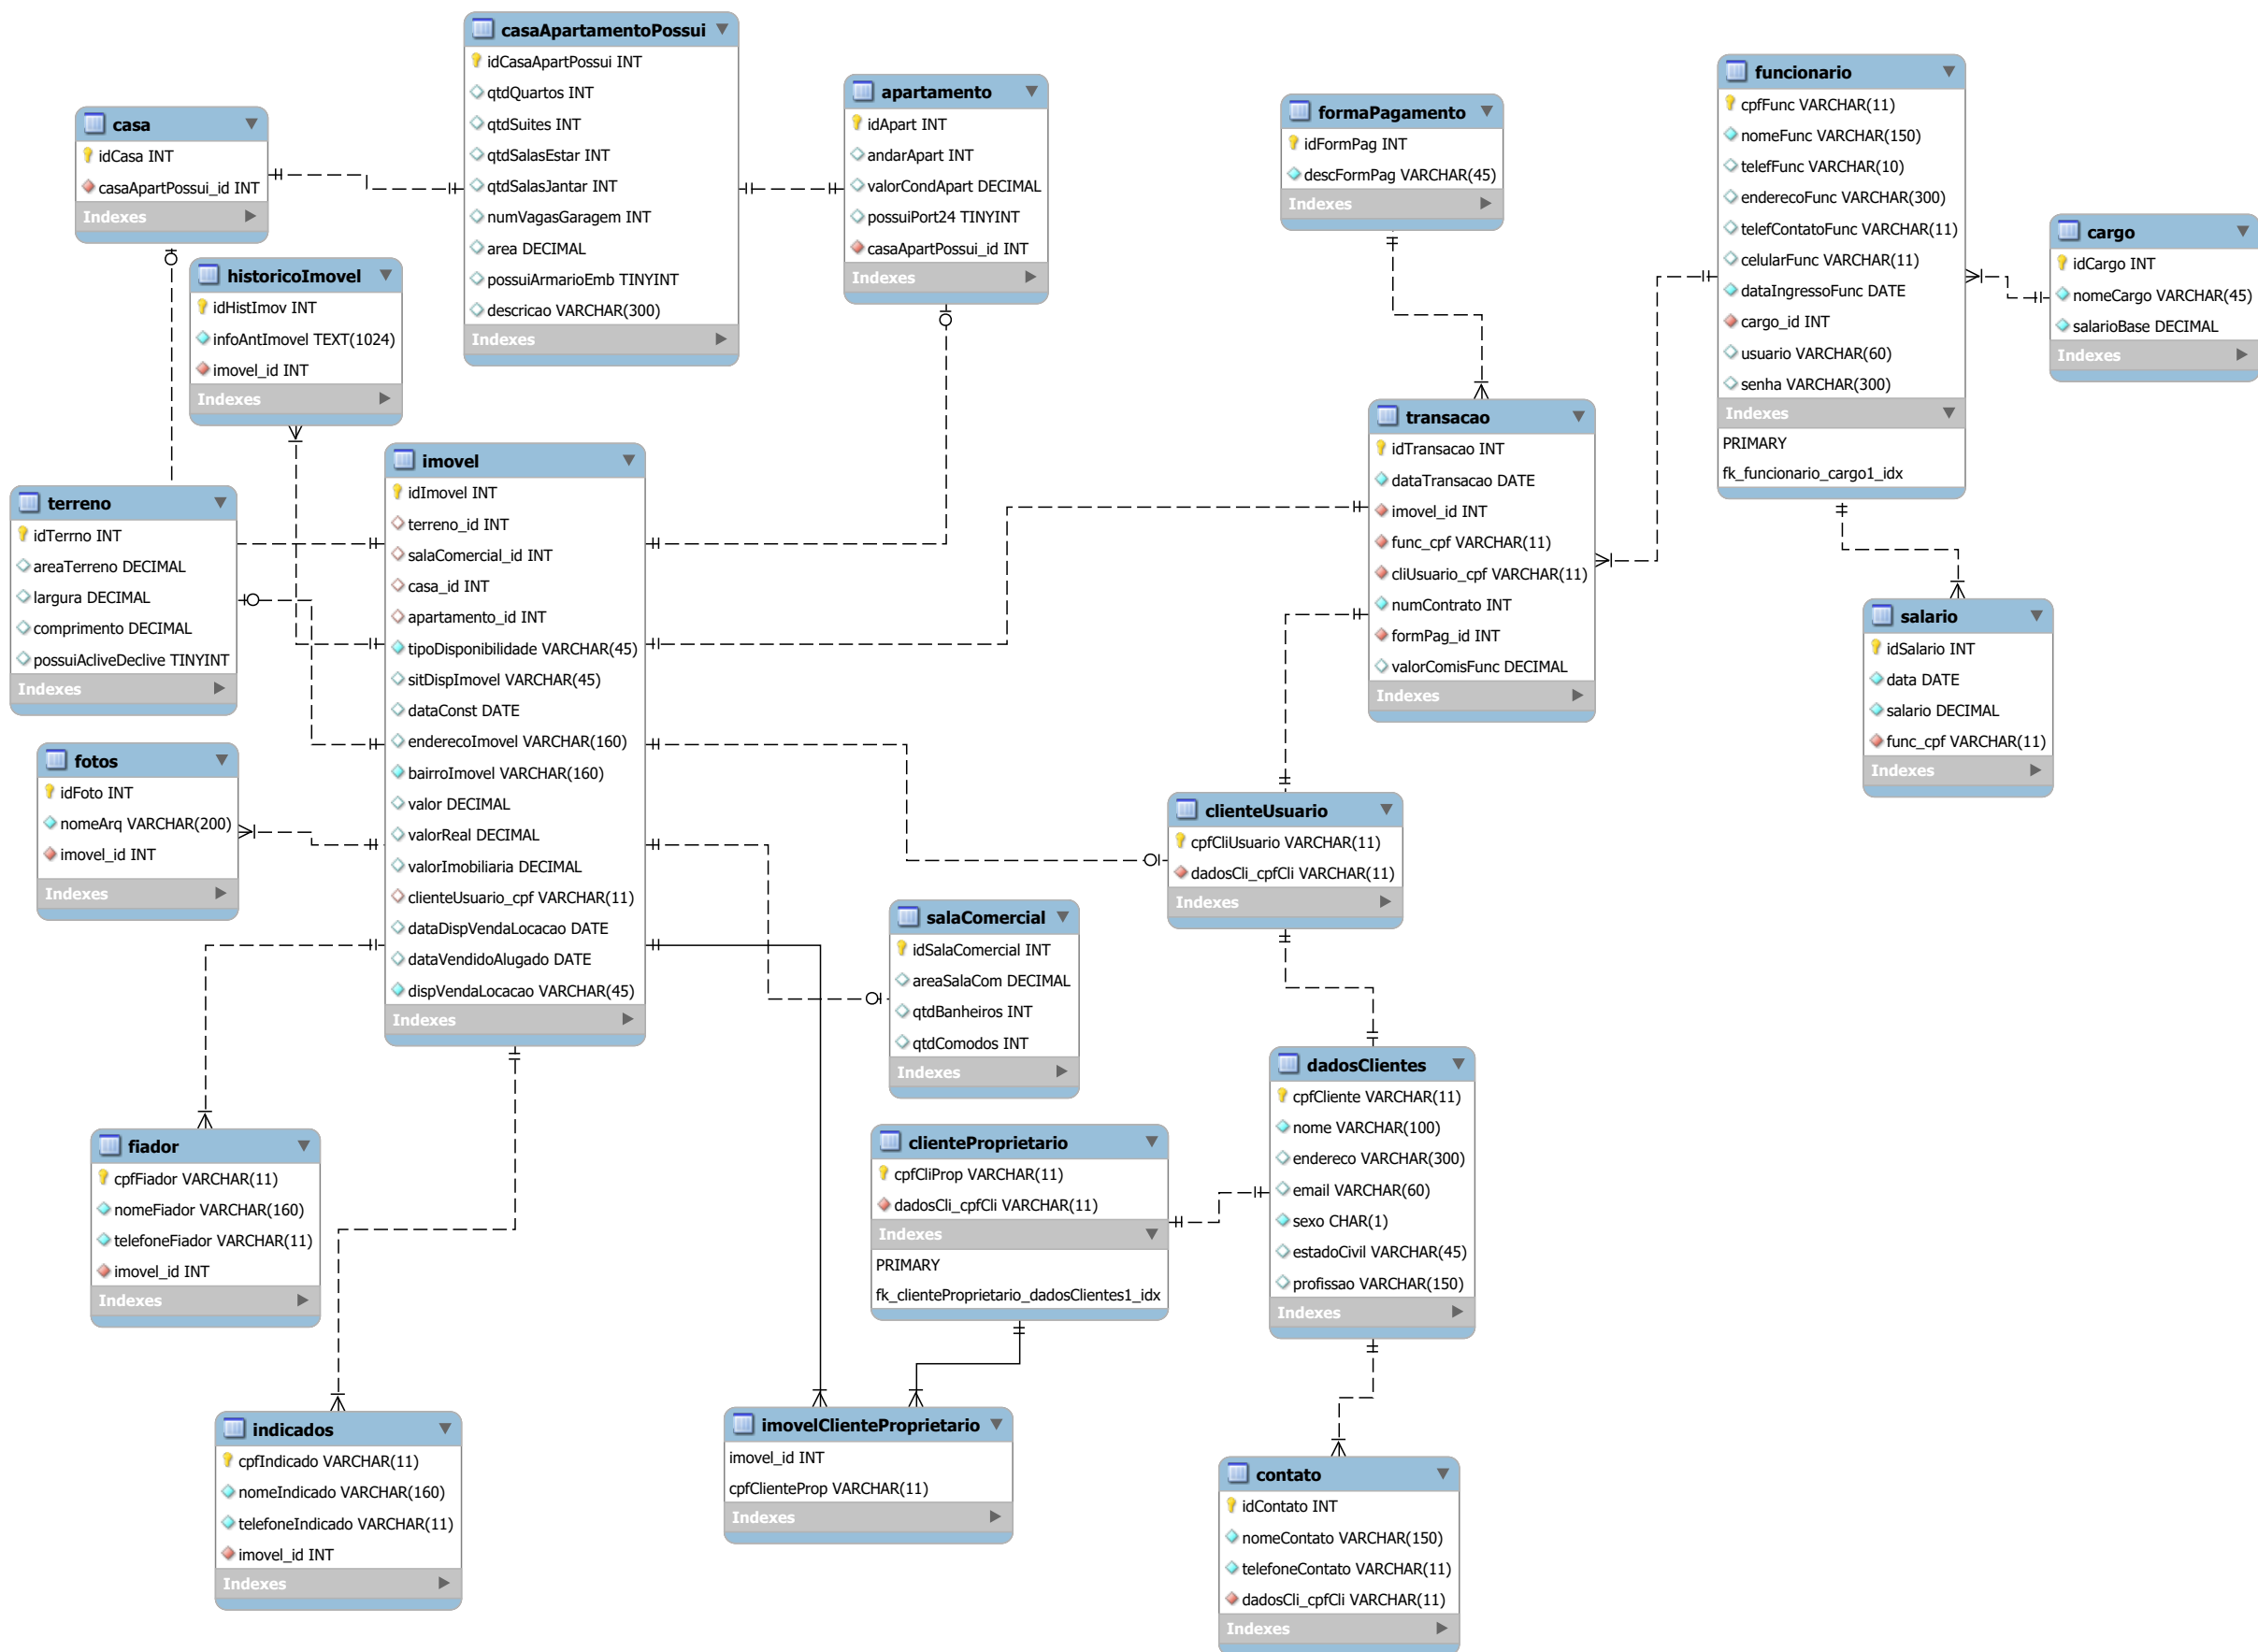 casaApartamentoPossui
idCasaApartPossui INT
qtdQuartos INT
qtdSuites INT
qtdSalasEstar INT
qtdSalasJantar INT
numVagasGaragem INT
area DECIMAL
possuiArmarioEmb TINYINT
descricao VARCHAR(300)
Indexes
casa
idCasa INT
casaApartPossui_id INT
Indexes
apartamento
idApart INT
andarApart INT
valorCondApart DECIMAL
possuiPort24 TINYINT
casaApartPossui_id INT
Indexes
formaPagamento
idFormPag INT
descFormPag VARCHAR(45)
Indexes
funcionario
cpfFunc VARCHAR(11)
nomeFunc VARCHAR(150)
telefFunc VARCHAR(10)
enderecoFunc VARCHAR(300)
telefContatoFunc VARCHAR(11)
celularFunc VARCHAR(11)
dataIngressoFunc DATE
cargo_id INT
usuario VARCHAR(60)
senha VARCHAR(300)
Indexes
PRIMARY
fk_funcionario_cargo1_idx
cargo
idCargo INT
nomeCargo VARCHAR(45)
salarioBase DECIMAL
Indexes
historicoImovel
idHistImov INT
infoAntImovel TEXT(1024)
imovel_id INT
Indexes
transacao
idTransacao INT
dataTransacao DATE
imovel_id INT
func_cpf VARCHAR(11)
cliUsuario_cpf VARCHAR(11)
numContrato INT
formPag_id INT
valorComisFunc DECIMAL
Indexes
imovel
idImovel INT
terreno_id INT
salaComercial_id INT
casa_id INT
apartamento_id INT
tipoDisponibilidade VARCHAR(45)
sitDispImovel VARCHAR(45)
dataConst DATE
enderecoImovel VARCHAR(160)
bairroImovel VARCHAR(160)
valor DECIMAL
valorReal DECIMAL
valorImobiliaria DECIMAL
clienteUsuario_cpf VARCHAR(11)
dataDispVendaLocacao DATE
dataVendidoAlugado DATE
dispVendaLocacao VARCHAR(45)
Indexes
terreno
idTerrno INT
areaTerreno DECIMAL
largura DECIMAL
comprimento DECIMAL
possuiAcliveDeclive TINYINT
Indexes
salario
idSalario INT
data DATE
salario DECIMAL
func_cpf VARCHAR(11)
Indexes
fotos
idFoto INT
nomeArq VARCHAR(200)
imovel_id INT
Indexes
clienteUsuario
cpfCliUsuario VARCHAR(11)
dadosCli_cpfCli VARCHAR(11)
Indexes
salaComercial
idSalaComercial INT
areaSalaCom DECIMAL
qtdBanheiros INT
qtdComodos INT
Indexes
dadosClientes
cpfCliente VARCHAR(11)
nome VARCHAR(100)
endereco VARCHAR(300)
email VARCHAR(60)
sexo CHAR(1)
estadoCivil VARCHAR(45)
profissao VARCHAR(150)
Indexes
fiador
cpfFiador VARCHAR(11)
nomeFiador VARCHAR(160)
telefoneFiador VARCHAR(11)
imovel_id INT
Indexes
clienteProprietario
cpfCliProp VARCHAR(11)
dadosCli_cpfCli VARCHAR(11)
Indexes
PRIMARY
fk_clienteProprietario_dadosClientes1_idx
indicados
cpfIndicado VARCHAR(11)
nomeIndicado VARCHAR(160)
telefoneIndicado VARCHAR(11)
imovel_id INT
Indexes
imovelClienteProprietario
imovel_id INT
cpfClienteProp VARCHAR(11)
Indexes
contato
idContato INT
nomeContato VARCHAR(150)
telefoneContato VARCHAR(11)
dadosCli_cpfCli VARCHAR(11)
Indexes